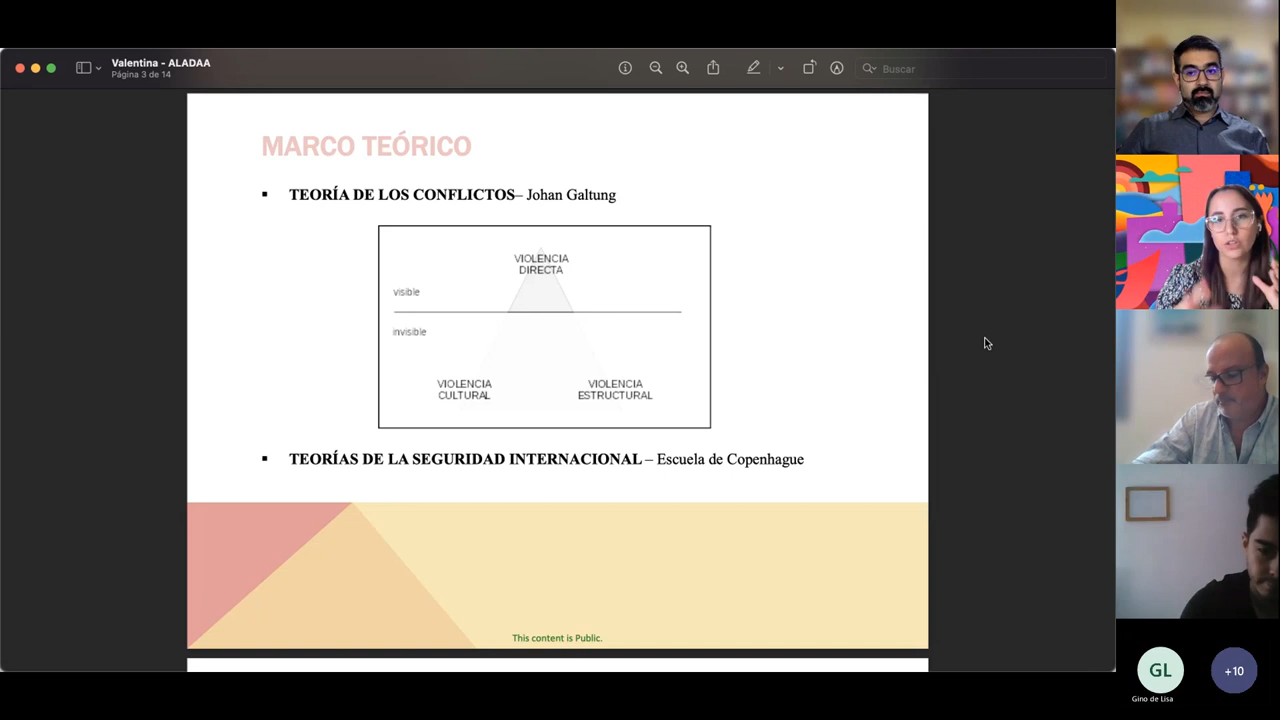 Valentina - ALADAA
Página 3 de 14
Buscar
MARCO TEÓRICO
▪ TEORÍA DE LOS CONFLICTOS– Johan Galtung
VIOLENCIA
DIRECTA
visible
invisible
VIOLENCIA
CULTURAL
VIOLENCIA
ESTRUCTURAL
▪ TEORÍAS DE LA SEGURIDAD INTERNACIONAL – Escuela de Copenhague
This content is Public.
GL
Gino de Lisa
+10